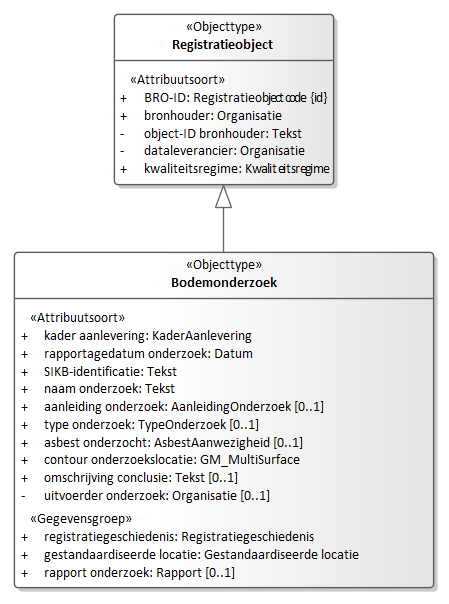 «Objecttype»
Registratieobject
«Attribuutsoort»
+ BRO-ID: Registratieobjectcode {id}
+ bronhouder: Organisatie
- object-ID bronhouder: Tekst
- dataleverancier: Organisatie
+ kwaliteitsregime: Kwaliteitsregime
«Objecttype»
Bodemonderzoek
«Attribuutsoort»
+ kader aanlevering: KaderAanlevering
+ rapportagedatum onderzoek: Datum
+ SIKB-identificatie: Tekst
+ naam onderzoek: Tekst
+ aanleiding onderzoek: AanleidingOnderzoek [0..1]
+ type onderzoek: TypeOnderzoek [0..1]
+ asbest onderzocht: AsbestAanwezigheid [0..1]
+ contour onderzoekslocatie: GM_MultiSurface
+ omschrijving conclusie: Tekst [0..1]
- uitvoerder onderzoek: Organisatie [0..1]
«Gegevensgroep»
+ registratiegeschiedenis: Registratiegeschiedenis
+ gestandaardiseerde locatie: Gestandaardiseerde locatie
+ rapport onderzoek: Rapport [0..1]